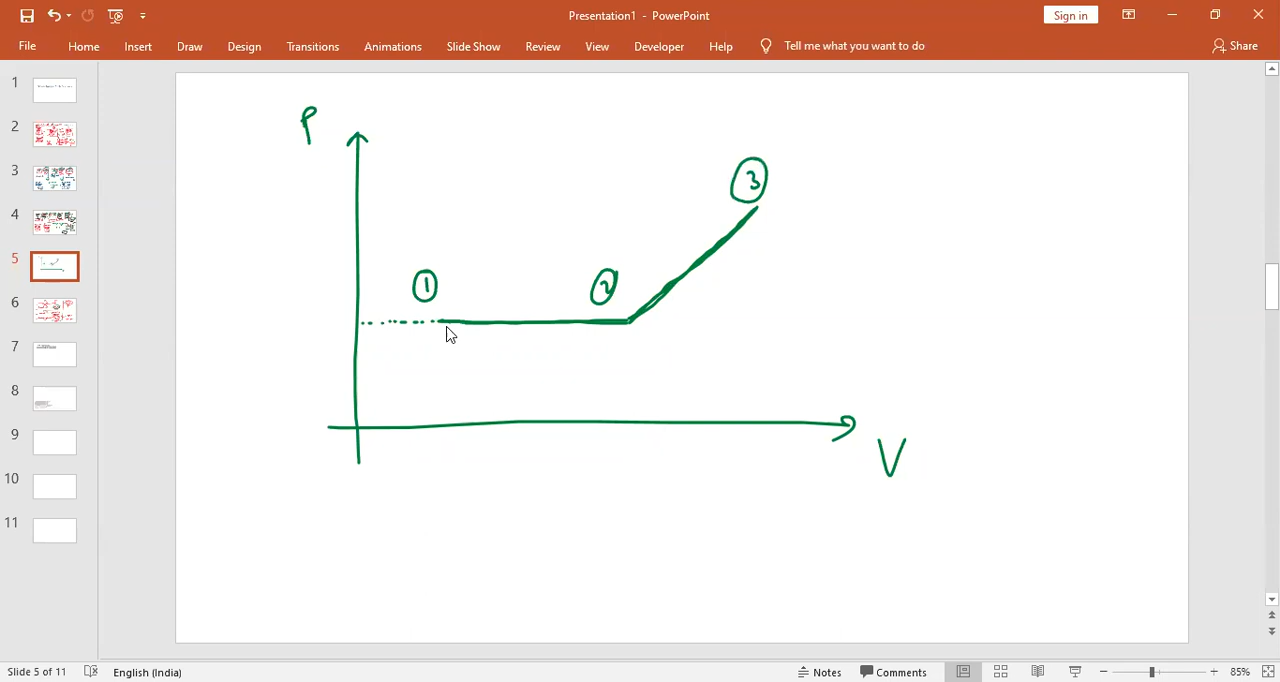 Presentation1 - PowerPoint
Sign in
File Home Insert Draw Design Transitions Animations Slide Show Review View Developer Help Tell me what you want to do Share
1
2
3
4
5
6
7
8
9
10
11
P
3
1
2
V
Slide 5 of 11 English (India) Notes Comments 85%